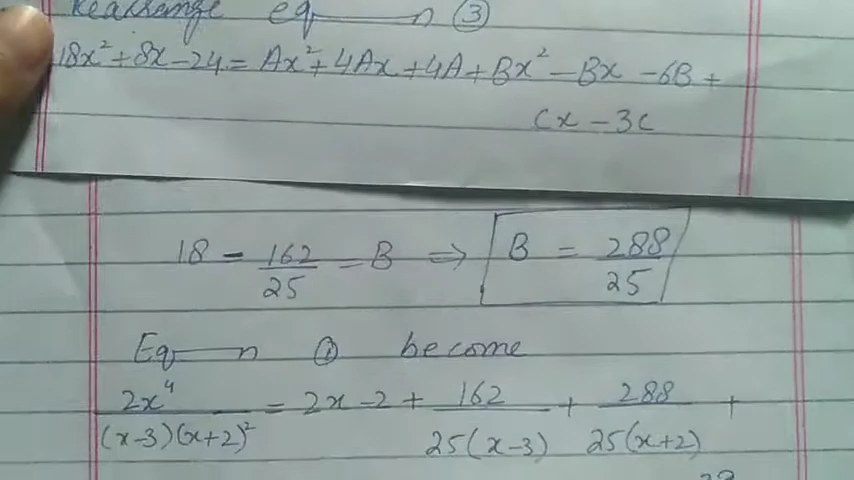 Rearrange eqn ③
18x² + 8x - 24 = Ax² + 4Ax + 4A + Bx² - Bx - 6B +
Cx - 3C
18 - 162/25 = B ⇒ B = 288/25
Eqn ① become
2x⁴/(x-3)(x+2)² = 2x - 2 + 162/25(x-3) + 288/25(x+2) +